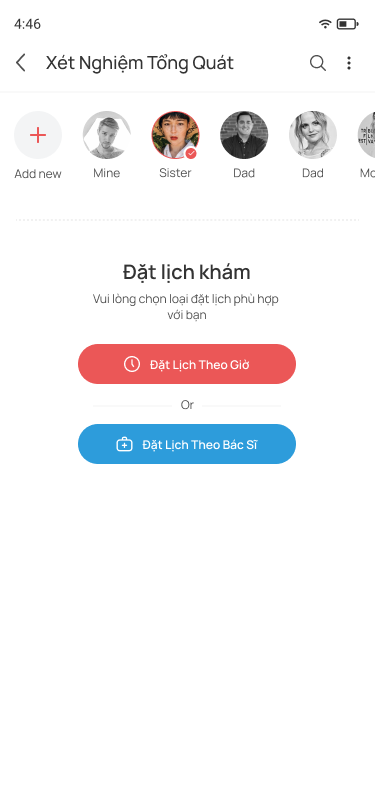 4:46
Xét Nghiệm Tổng Quát
Add new
Mine
Sister
Dad
Dad
Mo
Đặt lịch khám
Vui lòng chọn loại đặt lịch phù hợp
với bạn
Đặt Lịch Theo Giờ
Or
Đặt Lịch Theo Bác Sĩ